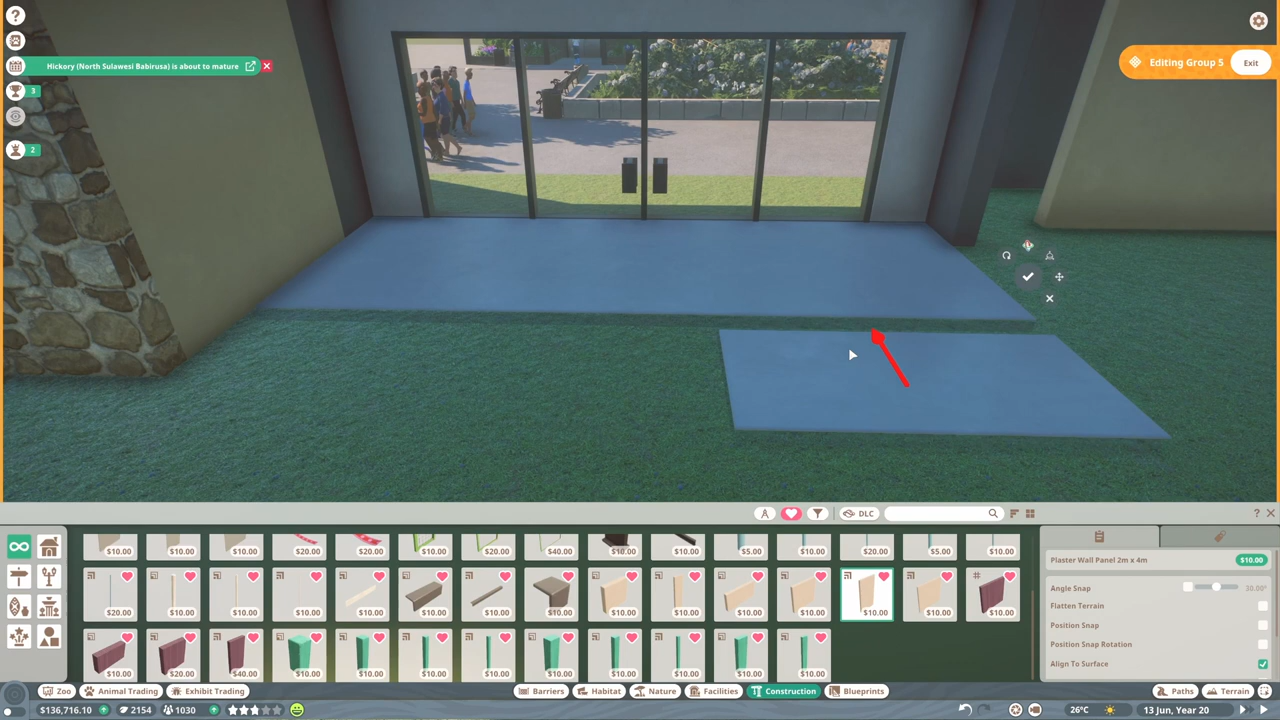 ?
Hickory (North Sulawesi Babirusa) is about to mature
3
2
Editing Group 5
Exit
DLC
?
$10.00 $10.00 $10.00 $20.00 $20.00 $10.00 $10.00 $40.00 $10.00 $10.00 $5.00 $10.00 $20.00 $5.00 $10.00
$20.00 $10.00 $10.00 $10.00 $10.00 $10.00 $10.00 $10.00 $10.00 $10.00 $10.00 $10.00 $10.00 $10.00 $10.00
$10.00 $20.00 $40.00 $10.00 $10.00 $10.00 $10.00 $10.00 $10.00 $10.00 $10.00 $10.00
Plaster Wall Panel 2m x 4m $10.00
Angle Snap 30.00°
Flatten Terrain
Position Snap
Position Snap Rotation
Align To Surface
Zoo Animal Trading Exhibit Trading Barriers Habitat Nature Facilities Construction Blueprints Paths Terrain
$136,716.10 2154 1030 26°C 13 Jun, Year 20